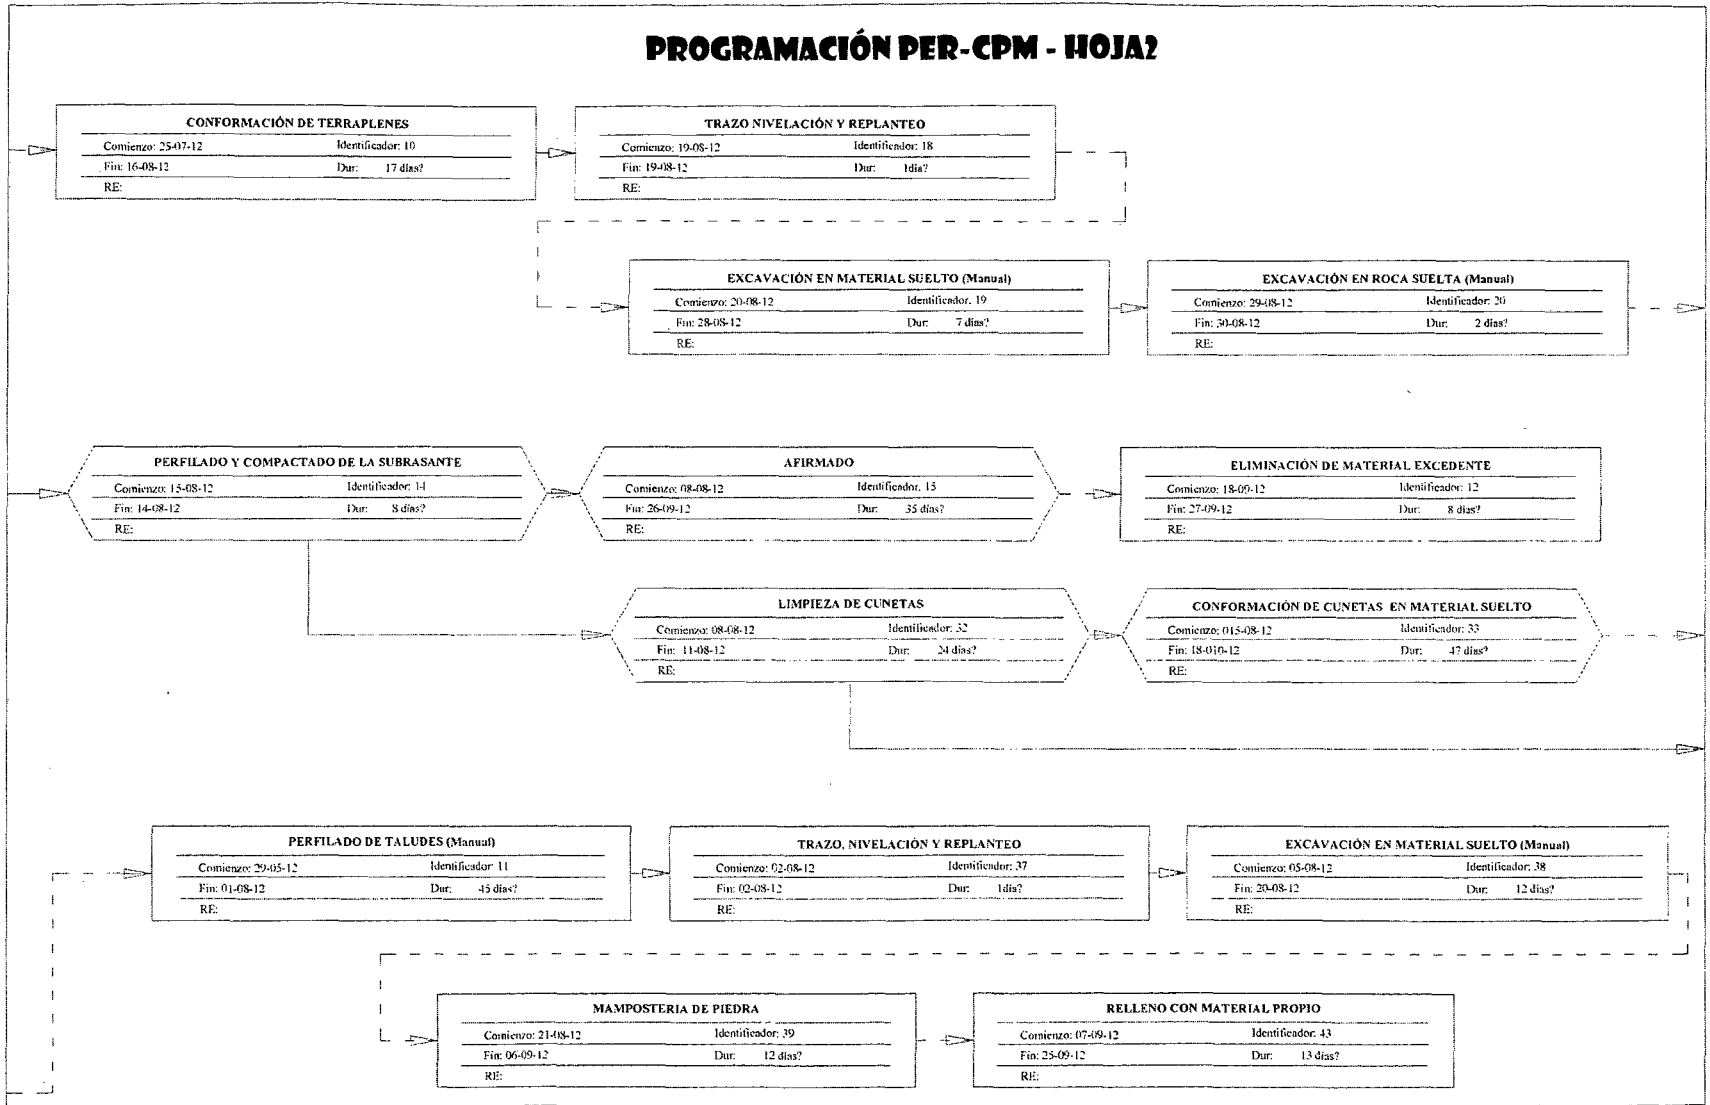 PROGRAMACIÓN PER-CPM - HOJA2
CONFORMACIÓN DE TERRAPLENES
Comienzo: 25-07-12 Identificador: 10
Fin: 16-08-12 Dur: 17 días?
RE:
TRAZO NIVELACIÓN Y REPLANTEO
Comienzo: 19-08-12 Identificador: 18
Fin: 19-08-12 Dur: 1día?
RE:
EXCAVACIÓN EN MATERIAL SUELTO (Manual)
Comienzo: 20-08-12 Identificador. 19
Fin: 28-08-12 Dur: 7 días?
RE:
EXCAVACIÓN EN ROCA SUELTA (Manual)
Comienzo: 29-08-12 Identificador: 20
Fin: 30-08-12 Dur: 2 días?
RE:
PERFILADO Y COMPACTADO DE LA SUBRASANTE
Comienzo: 15-08-12 Identificador: 14
Fin: 14-08-12 Dur: 8 días?
RE:
AFIRMADO
Comienzo: 08-08-12 Identificador. 15
Fin: 26-09-12 Dur: 35 días?
RE:
ELIMINACIÓN DE MATERIAL EXCEDENTE
Comienzo: 18-09-12 Identificador: 12
Fin: 27-09-12 Dur: 8 días?
RE:
LIMPIEZA DE CUNETAS
Comienzo: 08-08-12 Identificador: 32
Fin: 11-08-12 Dur: 24 días?
RE:
CONFORMACIÓN DE CUNETAS EN MATERIAL SUELTO
Comienzo: 015-08-12 Identificador: 33
Fin: 18-010-12 Dur: 47 días?
RE:
PERFILADO DE TALUDES (Manual)
Comienzo: 29-05-12 Identificador 11
Fin: 01-08-12 Dur: 45 días?
RE:
TRAZO, NIVELACIÓN Y REPLANTEO
Comienzo: 02-08-12 Identificador: 37
Fin: 02-08-12 Dur: 1día?
RE:
EXCAVACIÓN EN MATERIAL SUELTO (Manual)
Comienzo: 05-08-12 Identificador: 38
Fin: 20-08-12 Dur: 12 días?
RE:
MAMPOSTERIA DE PIEDRA
Comienzo: 21-08-12 Identificador: 39
Fin: 06-09-12 Dur: 12 días?
RE:
RELLENO CON MATERIAL PROPIO
Comienzo: 07-09-12 Identificador: 43
Fin: 25-09-12 Dur: 13 días?
RE: